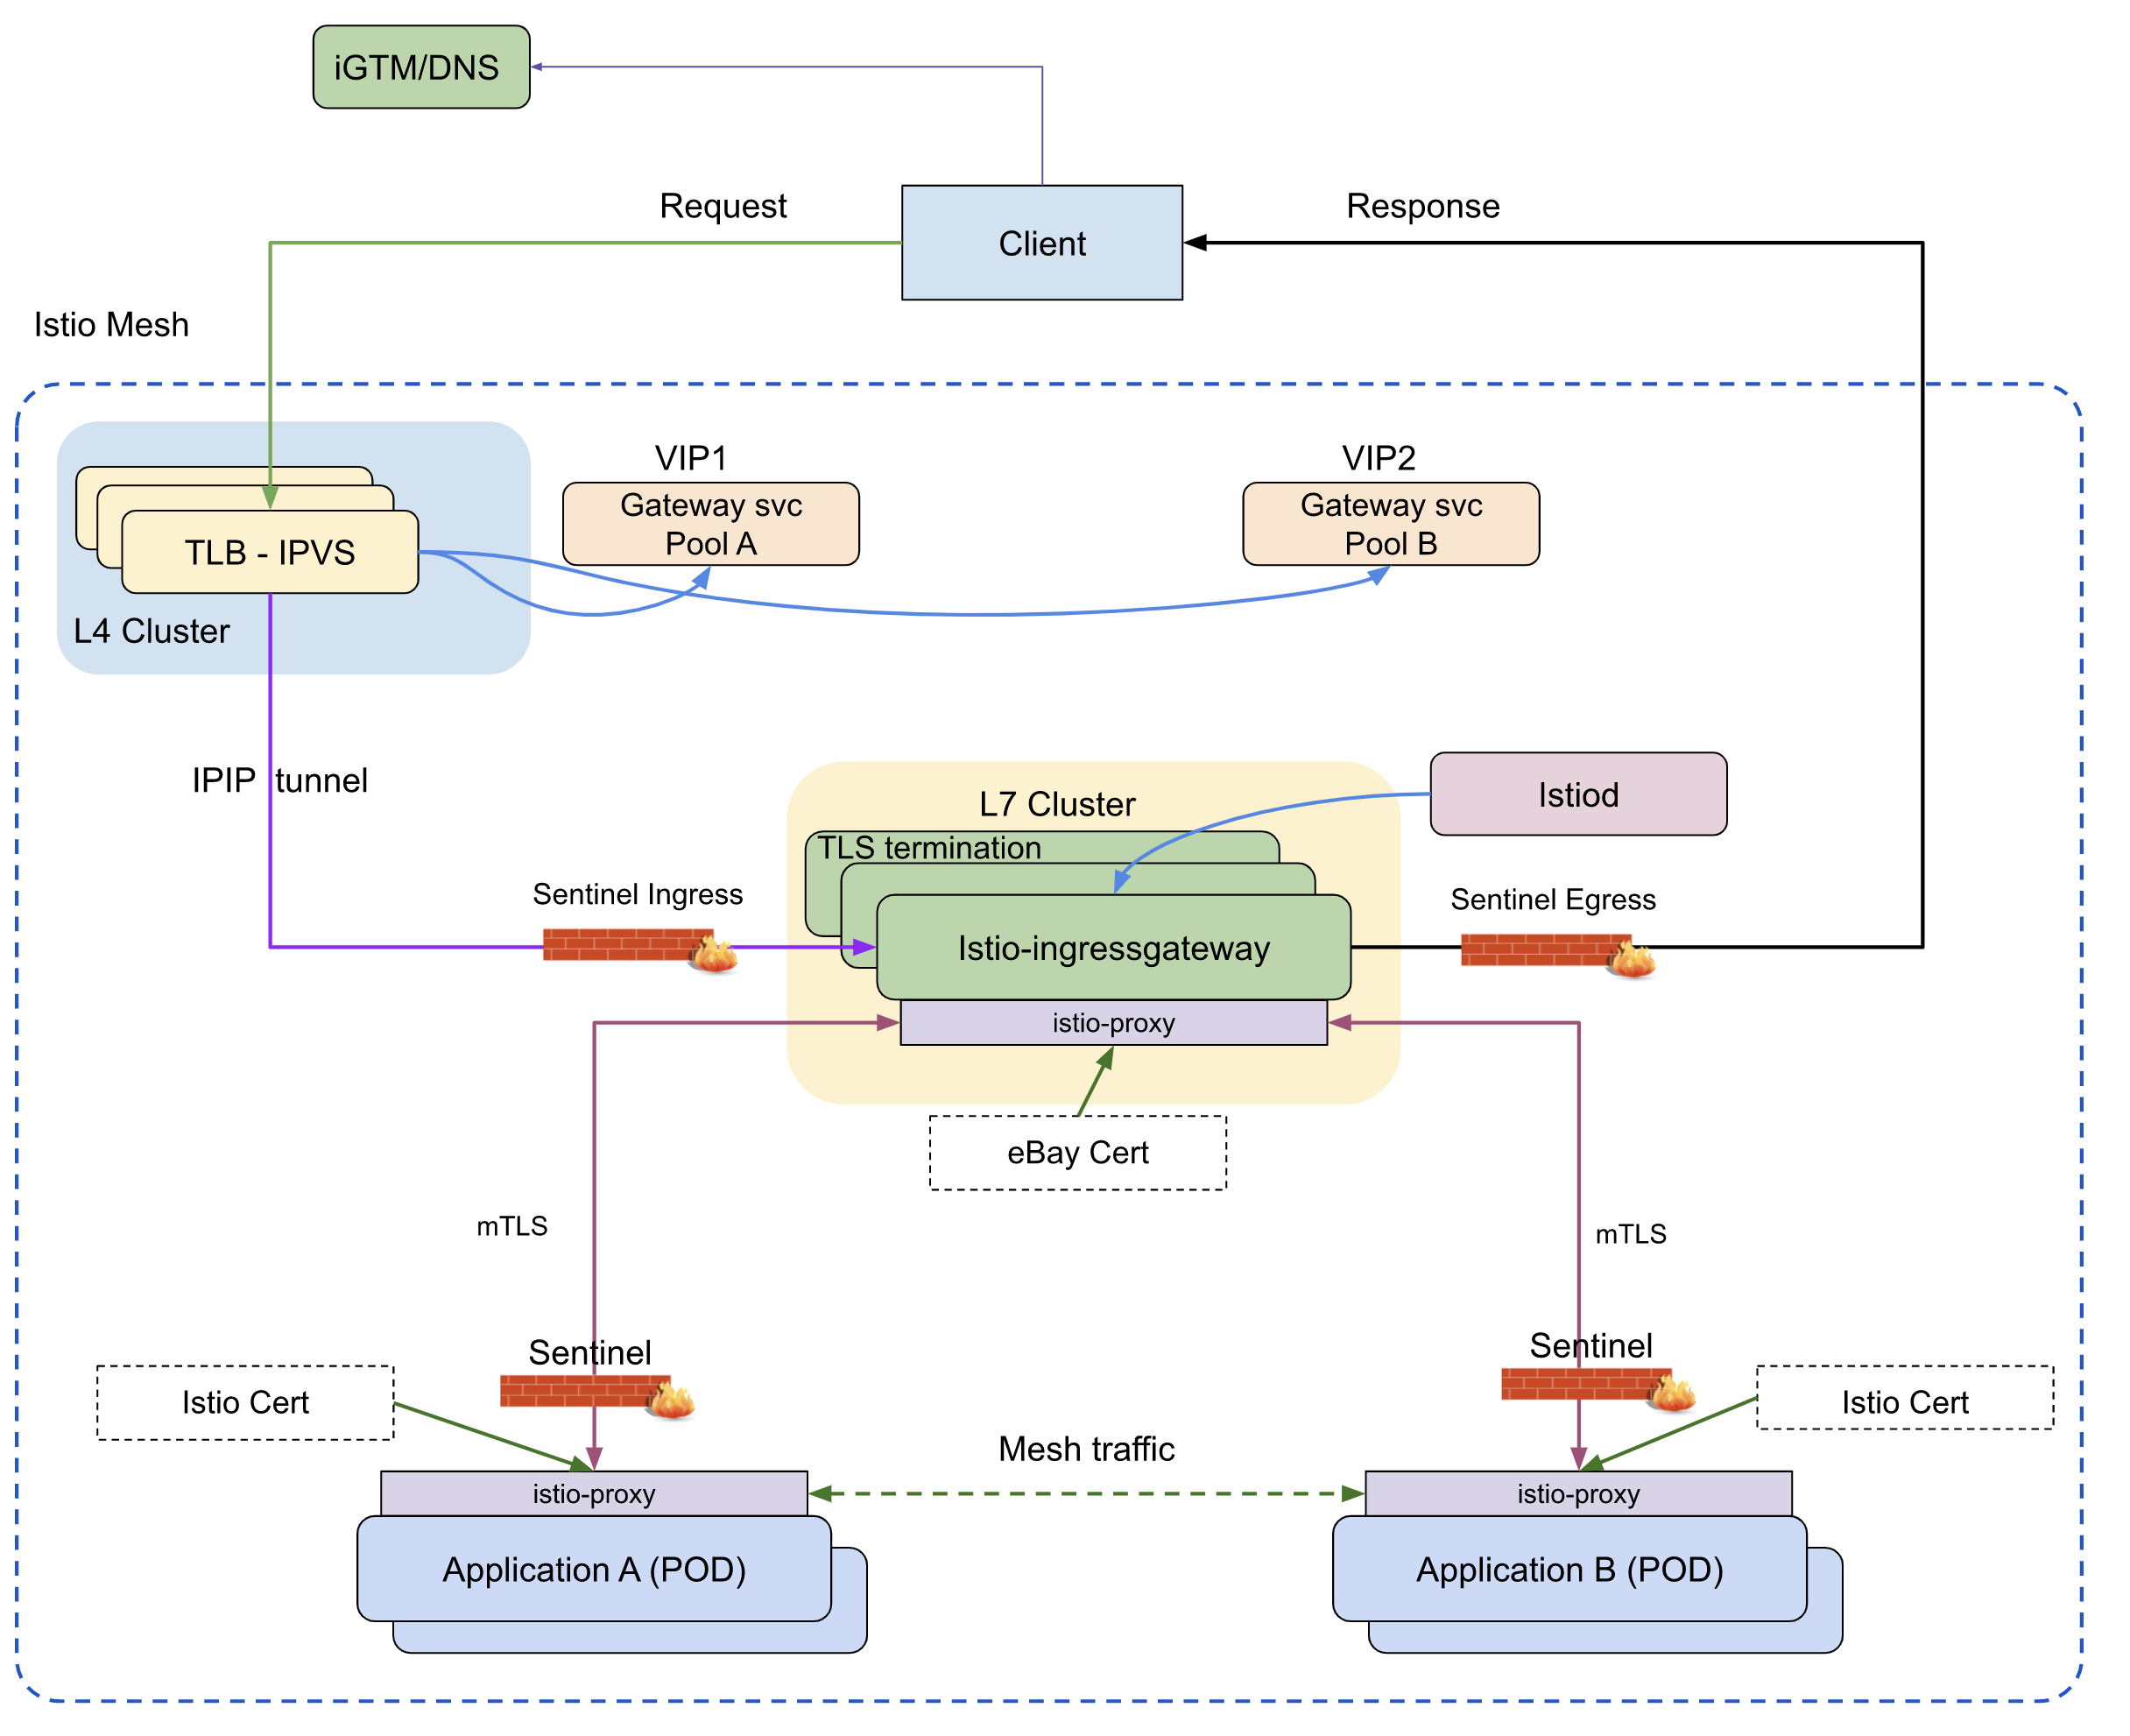 iGTM/DNS
Request
Response
Client
Istio Mesh
VIP1
VIP2
Gateway svc
Pool A
Gateway svc
Pool B
TLB - IPVS
L4 Cluster
IPIP  tunnel
L7 Cluster
Istiod
TLS termination
Sentinel Ingress
Sentinel Egress
Istio-ingressgateway
istio-proxy
eBay Cert
mTLS
mTLS
Sentinel
Sentinel
Istio Cert
Istio Cert
Mesh traffic
istio-proxy
istio-proxy
Application A (POD)
Application B (POD)